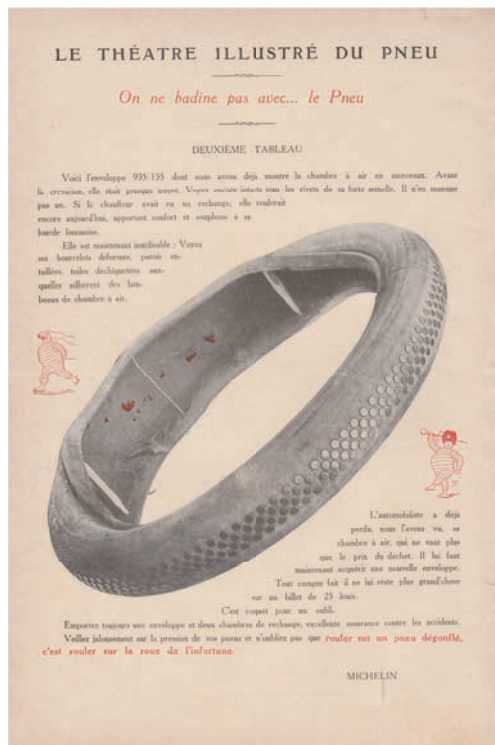 LE THÉATRE ILLUSTRÉ DU PNEU
On ne badine pas avec... le Pneu
DEUXIÈME TABLEAU
Voici l'enveloppe 935/135 dont nous avons déjà montré la chambre à air en morceaux. Avant
la crevaison, elle était presque neuve. Voyez encore intacts tous les rivets de sa forte semelle. Il n'en manque
pas un. Si le chauffeur avait eu un rechange, elle roulerait
encore aujourd'hui, apportant confort et souplesse à sa
lourde limousine.
Elle est maintenant inutilisable : Voyez
ses bourrelets déformés, parois en-
taillées, toiles déchiquetées aux-
quelles adhèrent des lam-
beaux de chambre à air.
L'automobiliste a déjà
perdu, nous l'avons vu, sa
chambre à air, qui ne vaut plus
que le prix du déchet. Il lui faut
maintenant acquérir une nouvelle enveloppe.
Tout compte fait il ne lui reste plus grand'chose
sur un billet de 25 louis.
C'est coquet pour un oubli.
Emportez toujours une enveloppe et deux chambres de rechange, excellente assurance contre les accidents.
Veillez jalousement sur la pression de vos pneus et n'oubliez pas que rouler sur un pneu dégonflé,
c'est rouler sur la roue de l'infortune.
MICHELIN